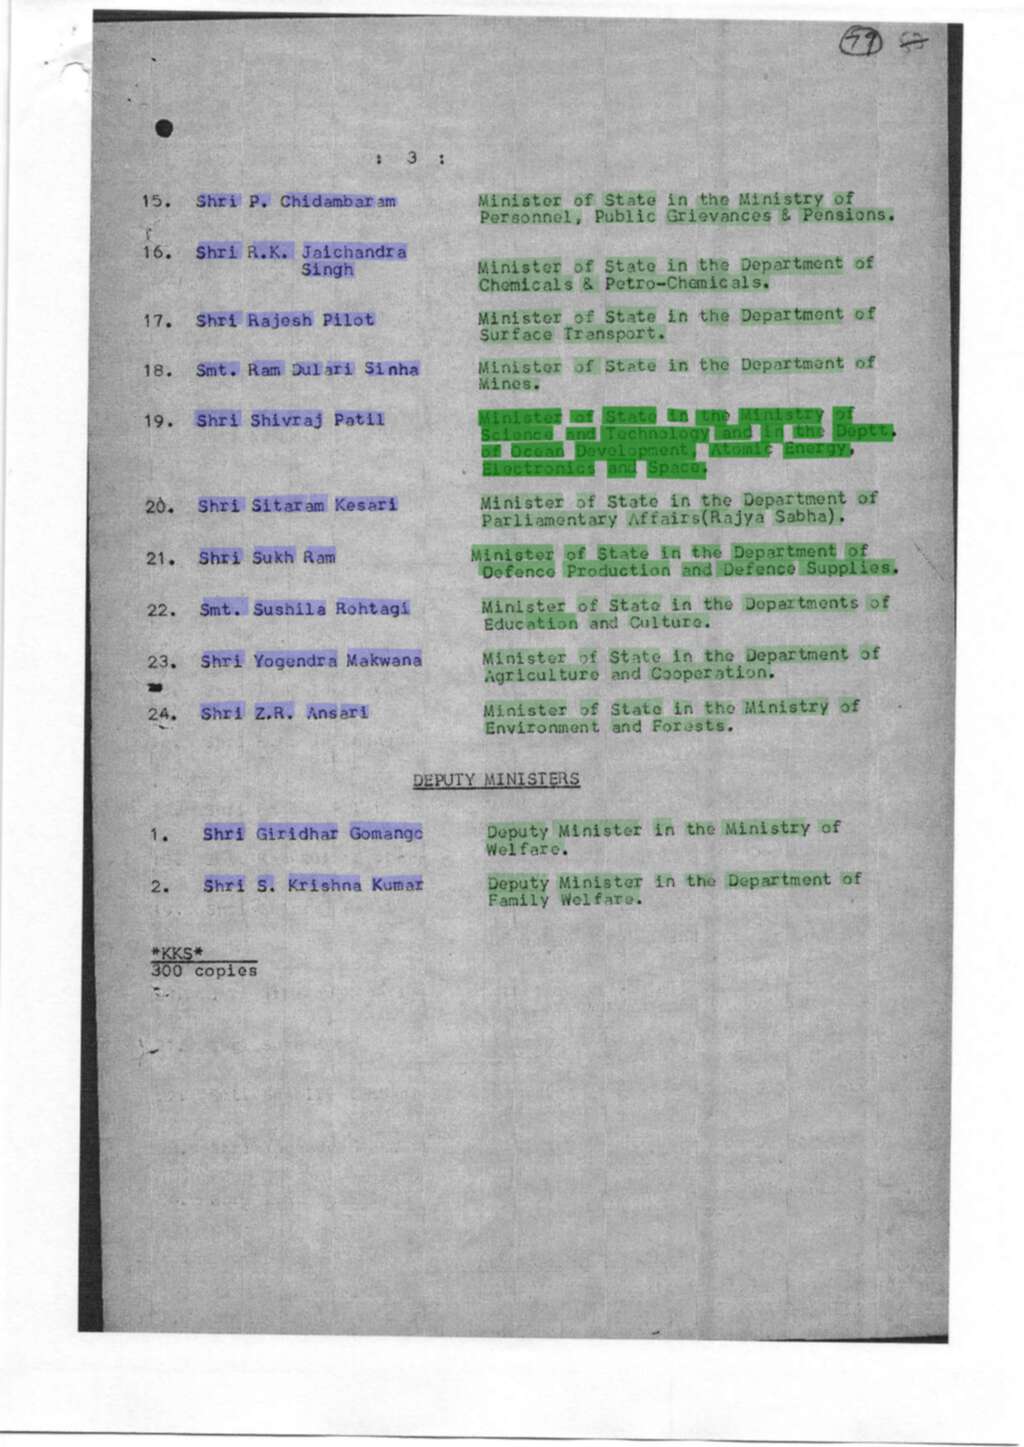 59
: 3 :
15. Shri P. Chidambaram Minister of State in the Ministry of
Personnel, Public Grievances & Pensions.
16. Shri R.K. Jaichandra
Singh Minister of State in the Department of
Chemicals & Petro-Chemicals.
17. Shri Rajesh Pilot Minister of State in the Department of
Surface Transport.
18. Smt. Ram Dulari Sinha Minister of State in the Department of
Mines.
19. Shri Shivraj Patil Minister of State in the Ministry of
Science and Technology and in the Deptt.
of Ocean Development, Atomic Energy,
Electronics and Space.
20. Shri Sitaram Kesari Minister of State in the Department of
Parliamentary Affairs(Rajya Sabha).
21. Shri Sukh Ram Minister of State in the Department of
Defence Production and Defence Supplies.
22. Smt. Sushila Rohtagi Minister of State in the Departments of
Education and Culture.
23. Shri Yogendra Makwana Minister of State in the Department of
Agriculture and Cooperation.
24. Shri Z.R. Ansari Minister of State in the Ministry of
Environment and Forests.
DEPUTY MINISTERS
1. Shri Giridhar Gomango Deputy Minister in the Ministry of
Welfare.
2. Shri S. Krishna Kumar Deputy Minister in the Department of
Family Welfare.
*KKS*
300 copies